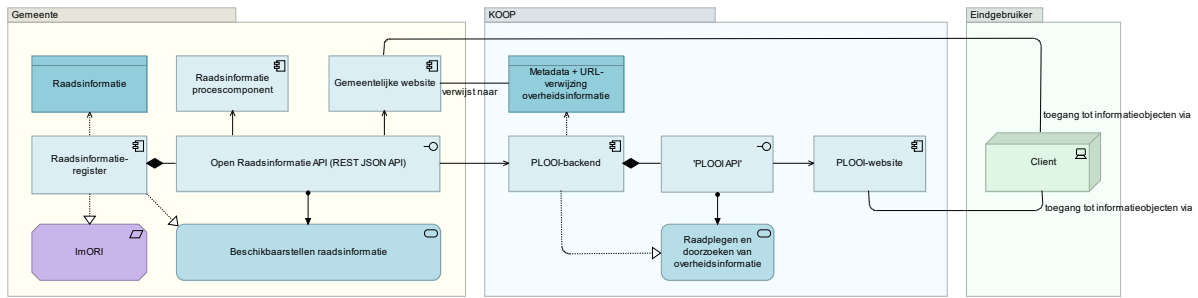 Gemeente
KOOP
Eindgebruiker
Raadsinformatie
Raadsinformatie
procescomponent
Gemeentelijke website
verwijst naar
Metadata + URL-
verwijzing
overheidsinformatie
toegang tot informatieobjecten via
Raadsinformatie-
register
Open Raadsinformatie API (REST JSON API)
PLOOI-backend
'PLOOI API'
PLOOI-website
Client
toegang tot informatieobjecten via
ImORI
Beschikbaarstellen raadsinformatie
Raadplegen en
doorzoeken van
overheidsinformatie